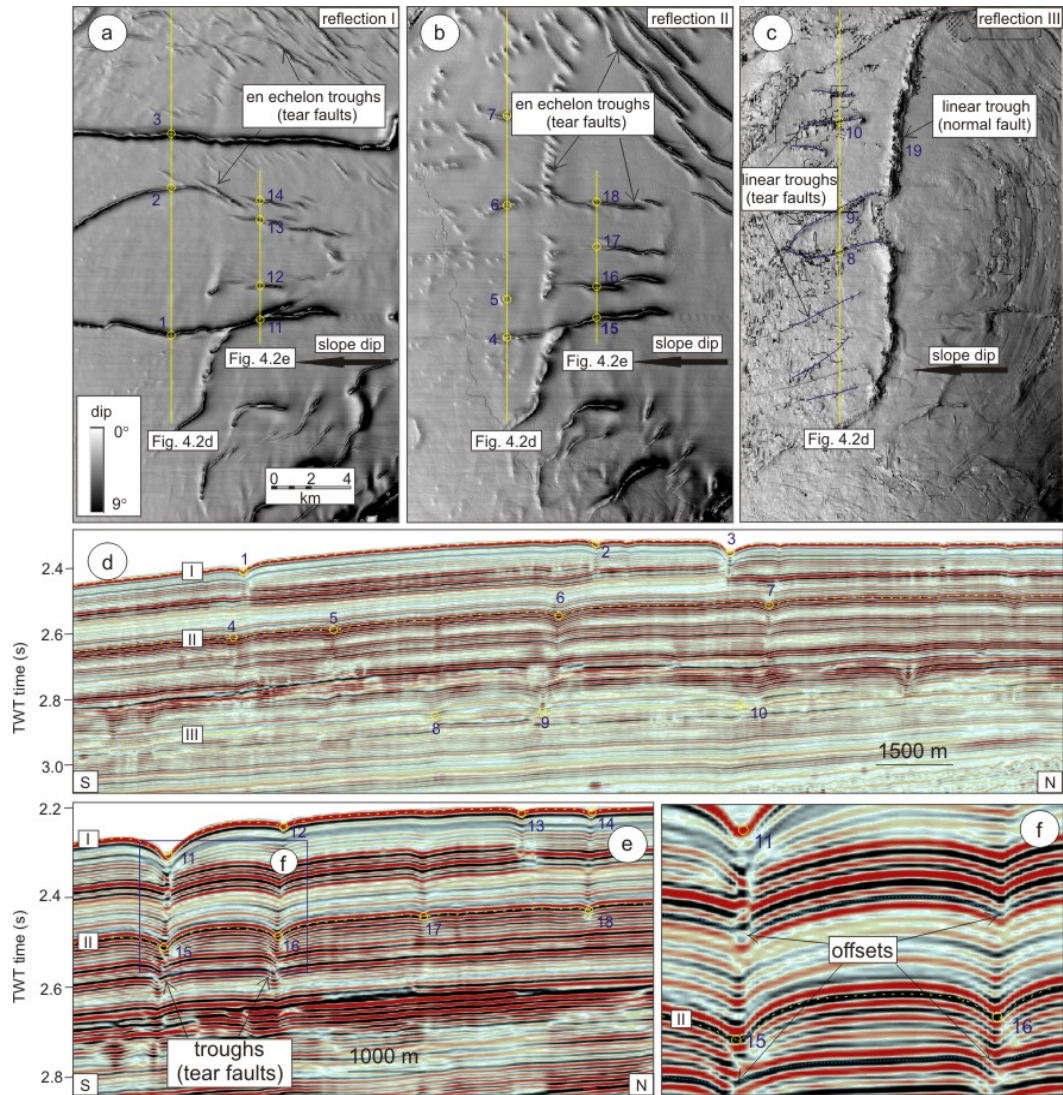 a
reflection I
en echelon troughs
(tear faults)
3
2
14
13
12
1
11
Fig. 4.2e
slope dip
dip
0°
9°
Fig. 4.2d
0 2 4
km
b
reflection II
en echelon troughs
(tear faults)
7
6
18
17
5
16
4
15
Fig. 4.2e
slope dip
Fig. 4.2d
c
reflection III
10
linear trough
(normal fault)
19
linear troughs
(tear faults)
9
8
slope dip
Fig. 4.2d
d
TWT time (s)
2.4
2.6
2.8
3.0
I
II
III
1
2
3
4
5
6
7
8
9
10
1500 m
S
N
e
TWT time (s)
2.2
2.4
2.6
2.8
I
II
11
12
13
14
f
15
16
17
18
troughs
(tear faults)
1000 m
S
N
f
11
offsets
II
15
16